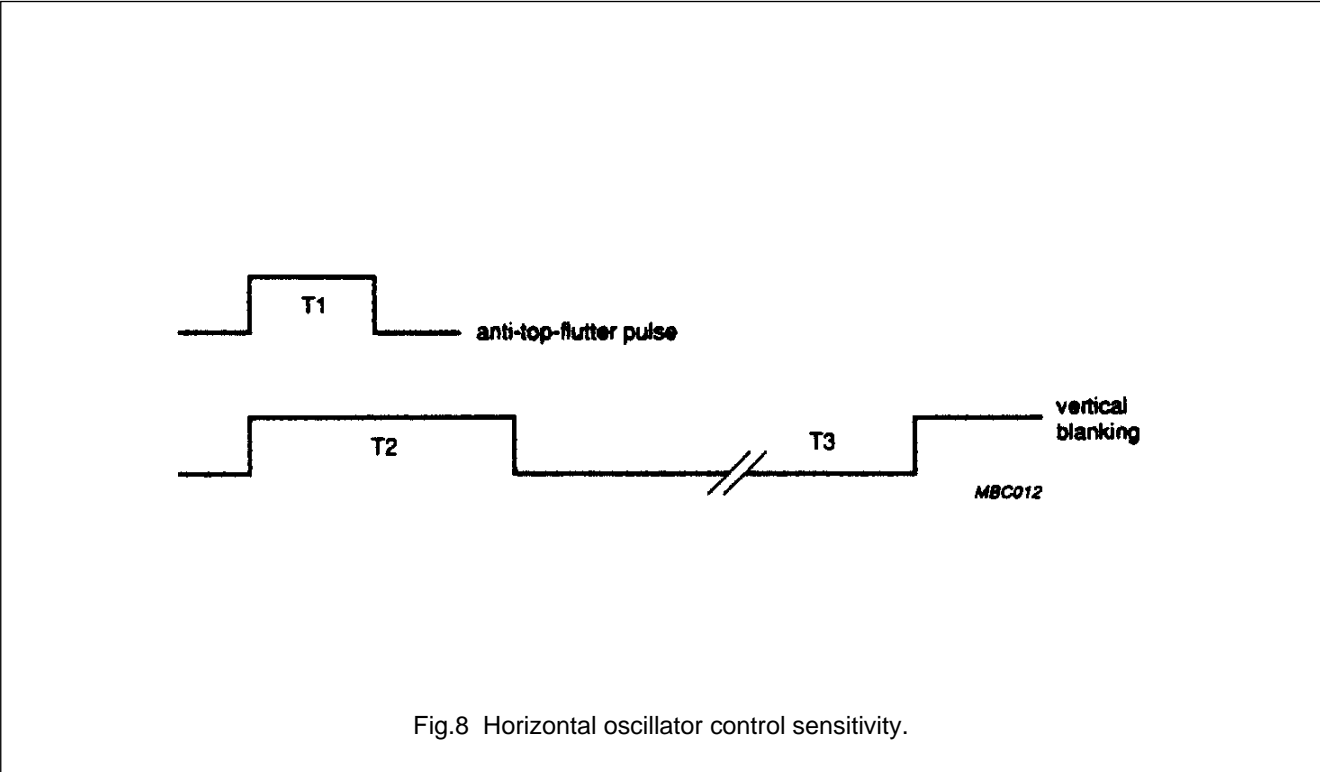 T1
anti-top-flutter pulse
T2
T3
vertical
blanking
MBC012
Fig.8 Horizontal oscillator control sensitivity.